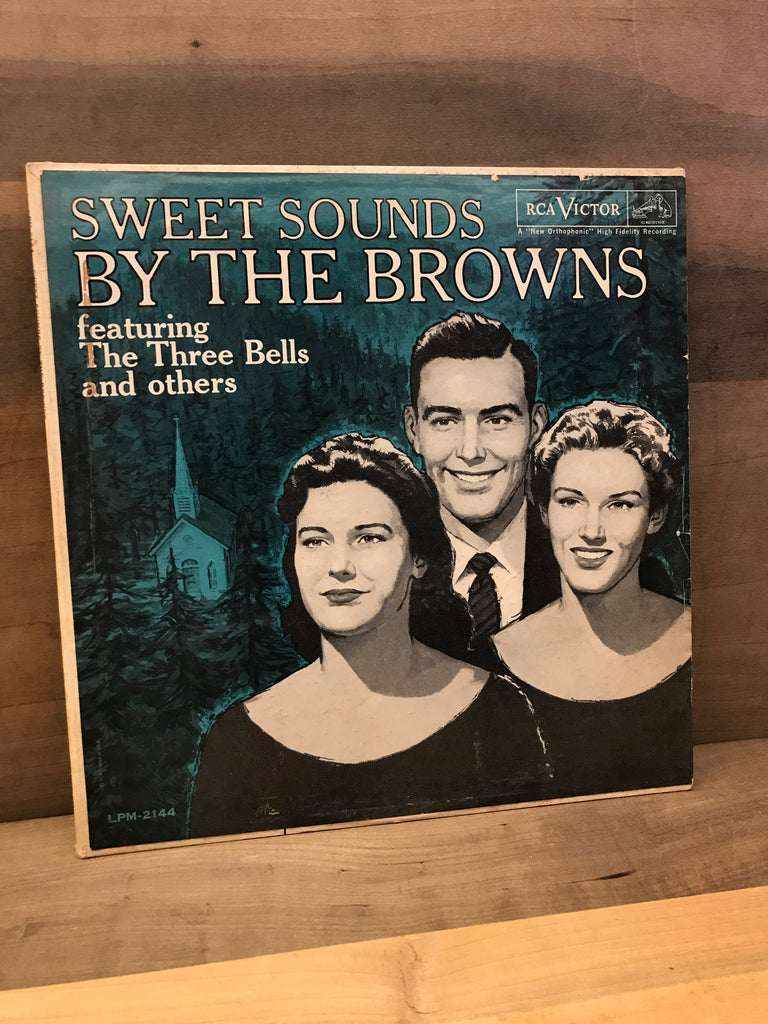 SWEET SOUNDS
BY THE BROWNS
featuring
The Three Bells
and others
RCA VICTOR
A "New Orthophonic" High Fidelity Recording
LPM-2144